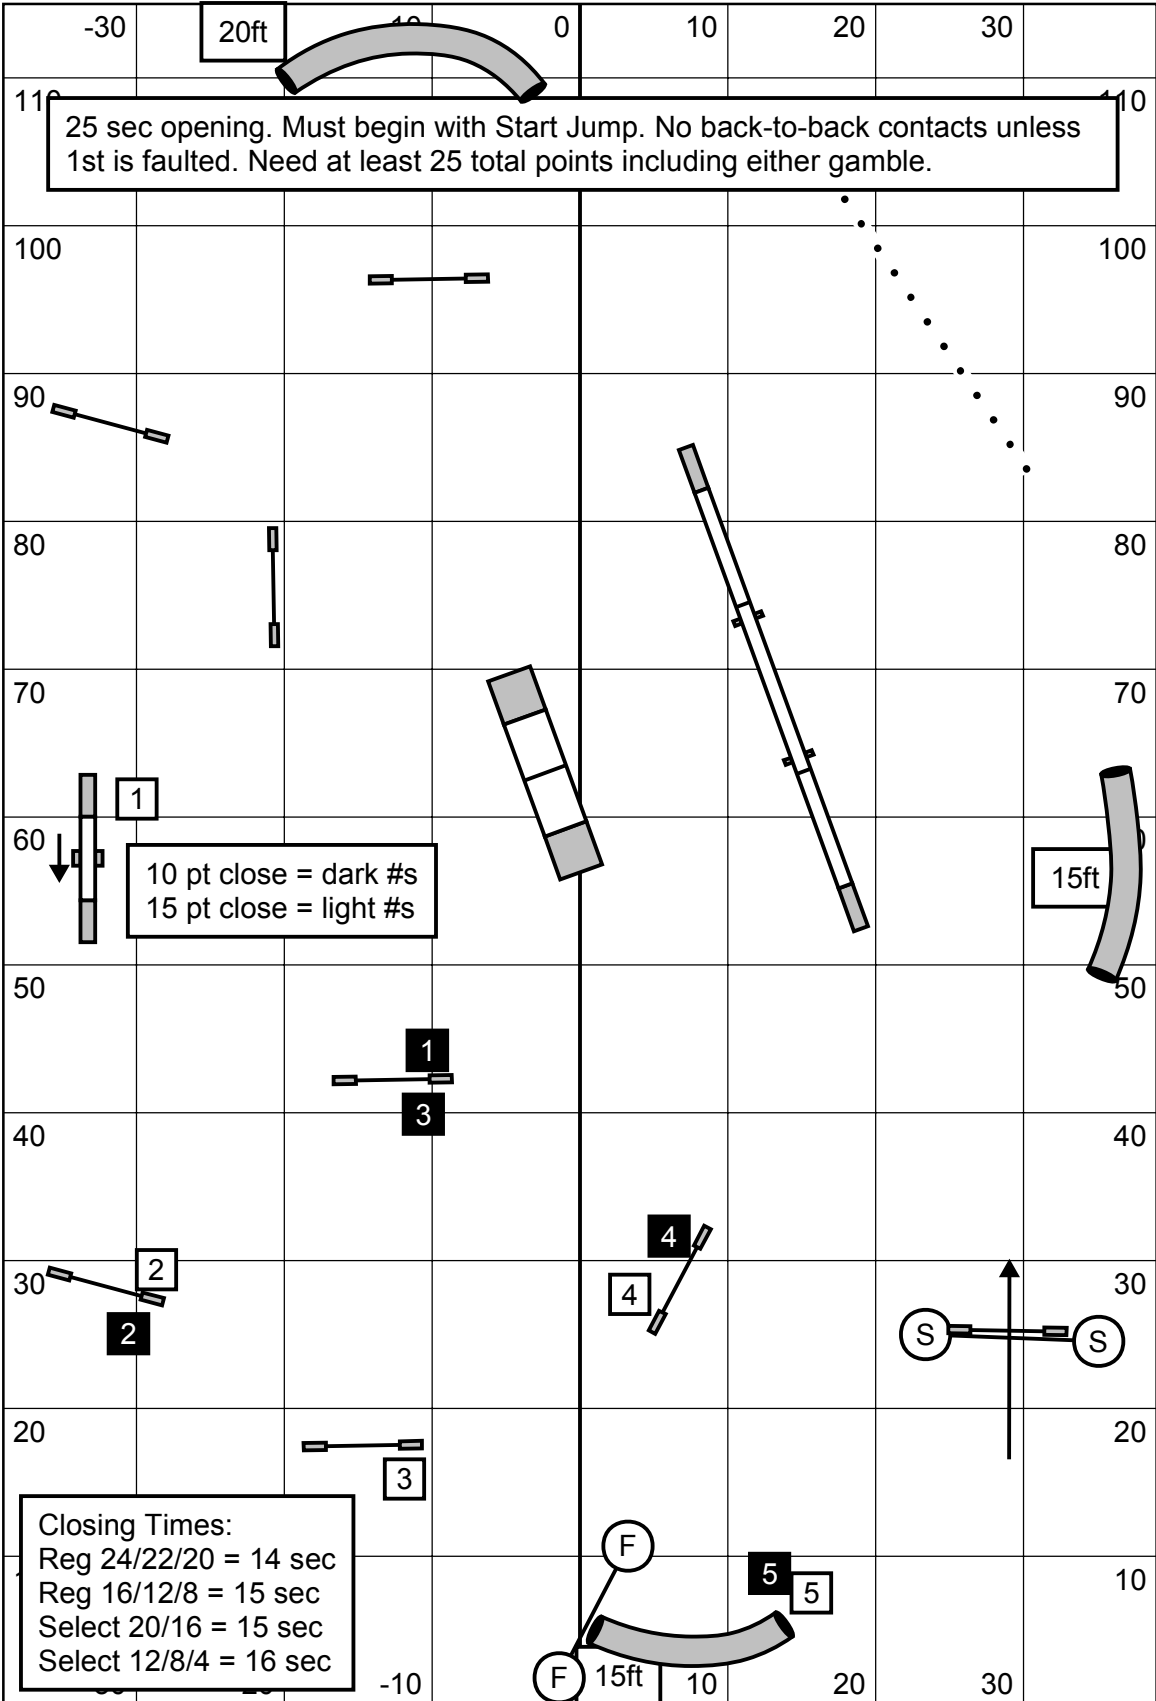 -30 20ft -10 0 10 20 30
110 110
25 sec opening. Must begin with Start Jump. No back-to-back contacts unless
1st is faulted. Need at least 25 total points including either gamble.
100 100
90 90
80 80
70 70
1
60
10 pt close = dark #s
15 pt close = light #s
15ft
50 50
1
3
40 40
4
2
30 4 30
2
S S
20 20
3
Closing Times:
Reg 24/22/20 = 14 sec
Reg 16/12/8 = 15 sec
Select 20/16 = 15 sec
Select 12/8/4 = 16 sec
F
5 5 10
F 15ft
-10 10 20 30